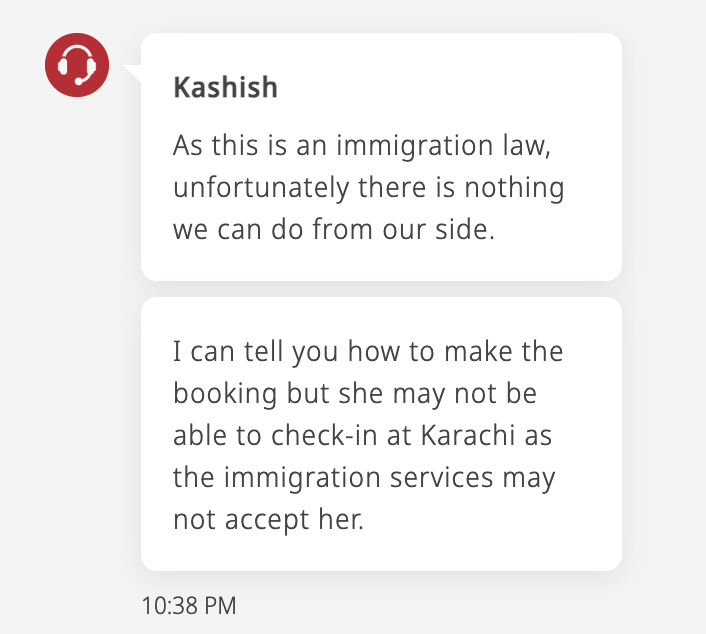 Kashish
As this is an immigration law,
unfortunately there is nothing
we can do from our side.
I can tell you how to make the
booking but she may not be
able to check-in at Karachi as
the immigration services may
not accept her.
10:38 PM